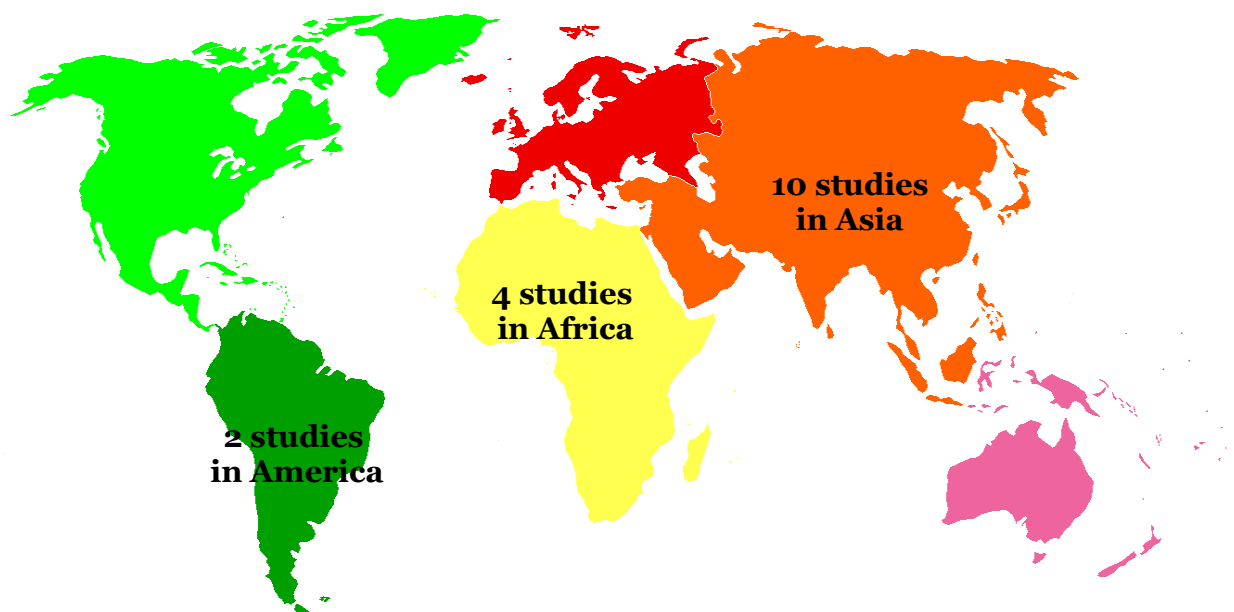 10 studies
in Asia
4 studies
in Africa
2 studies
in America